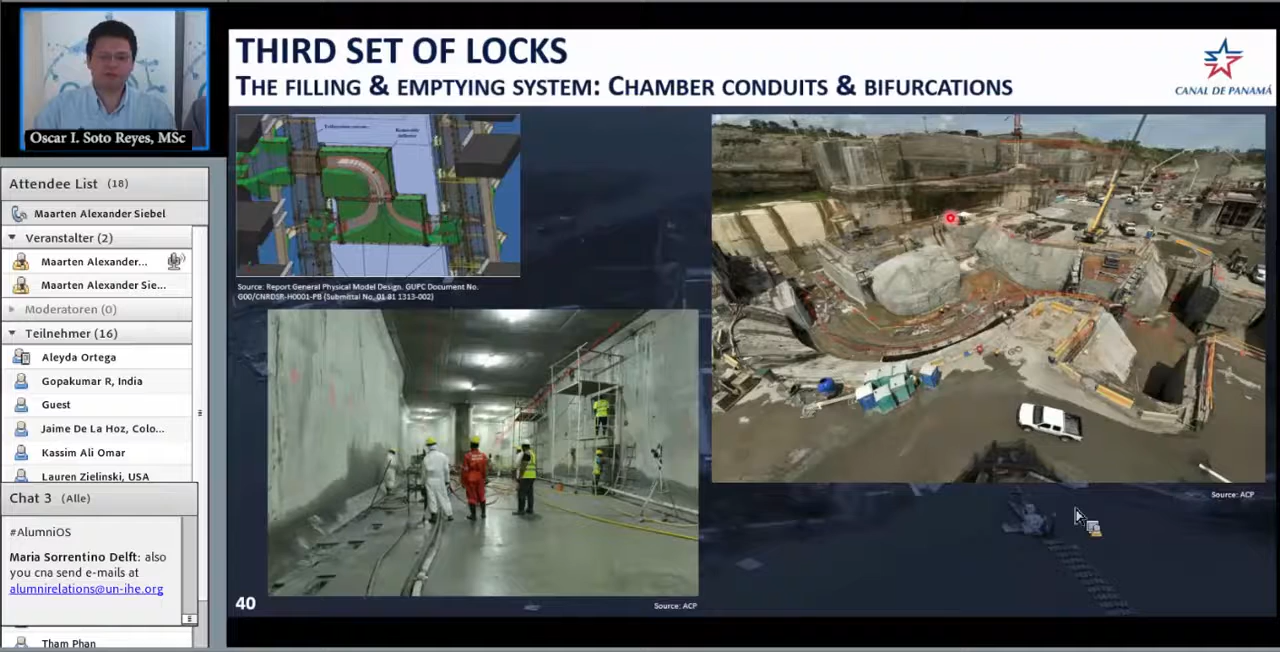 Oscar I. Soto Reyes, MSc
Attendee List (18)
Maarten Alexander Siebel
Veranstalter (2)
Maarten Alexander...
Maarten Alexander Sie...
Moderatoren (0)
Teilnehmer (16)
Aleyda Ortega
Gopakumar R, India
Guest
Jaime De La Hoz, Colo...
Kassim Ali Omar
Lauren Zielinski, USA
Chat 3 (Alle)
#AlumniOS
Maria Sorrentino Delft: also
you cna send e-mails at
alumnirelations@un-ihe.org
Tham Phan
THIRD SET OF LOCKS
THE FILLING & EMPTYING SYSTEM: CHAMBER CONDUITS & BIFURCATIONS
CANAL DE PANAMÁ
Source: Report General Physical Model Design. GUPC Document No.
G00/CNRDSR-H0001-PB (Submittal No. 01 81 1313-002)
Source: ACP
Source: ACP
40